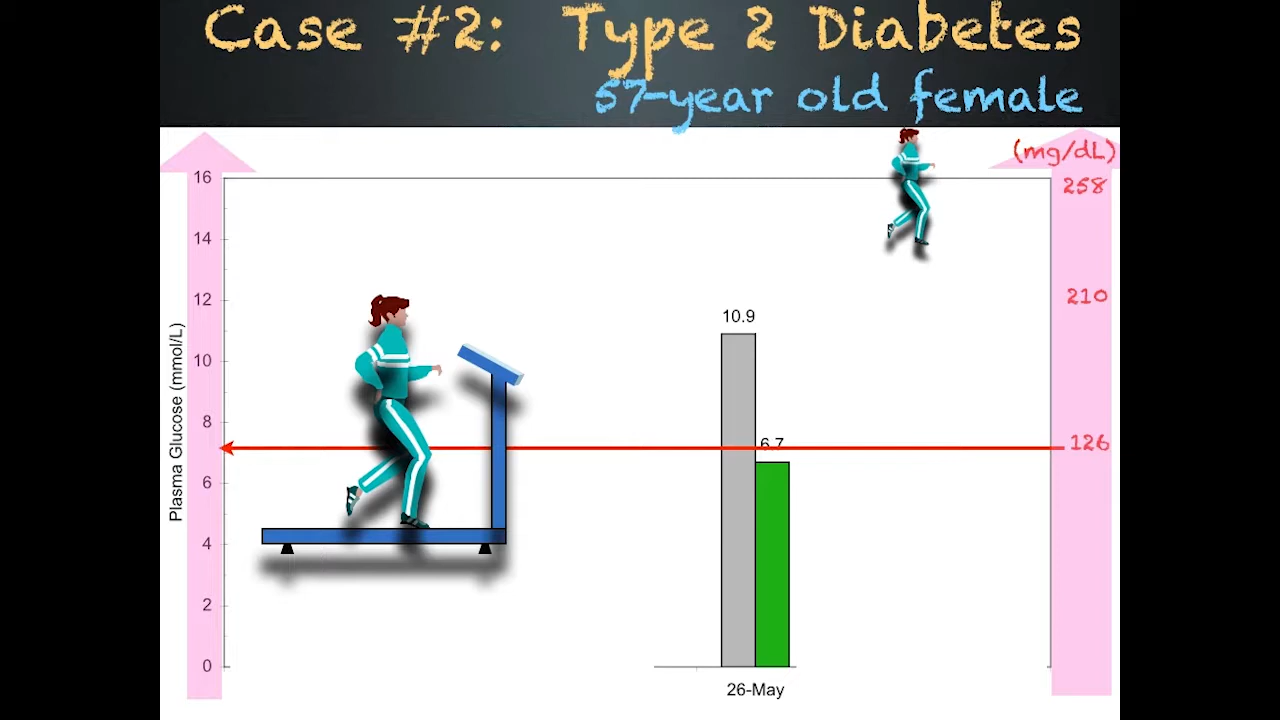 Case #2: Type 2 Diabetes
57-year old female
(mg/dL)
16
258
14
12
210
10.9
10
8
6.7
126
6
4
2
0
Plasma Glucose (mmol/L)
26-May